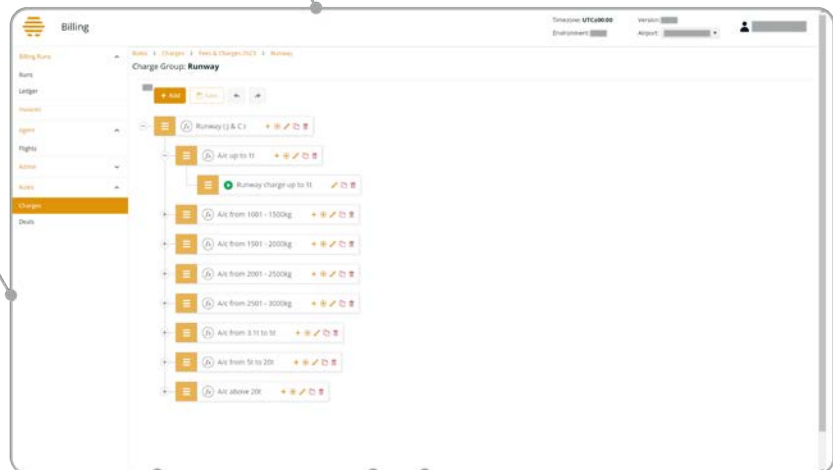 Billing
Timezone: UTC±00:00
Version:
Environment:
Airport:
Billing Runs
Runs
Ledger
Invoices
Agent
Flights
Admin
Rules
Charges
Deals
Rules > Charges > Fees & Charges 2023 > Runway
Charge Group: Runway
+ Add
Save
Runway (J & C)
A/c up to 1t
Runway charge up to 1t
A/c from 1001 - 1500kg
A/c from 1501 - 2000kg
A/c from 2001 - 2500kg
A/c from 2501 - 3000kg
A/c from 3.1t to 5t
A/c from 5t to 20t
A/c above 20t